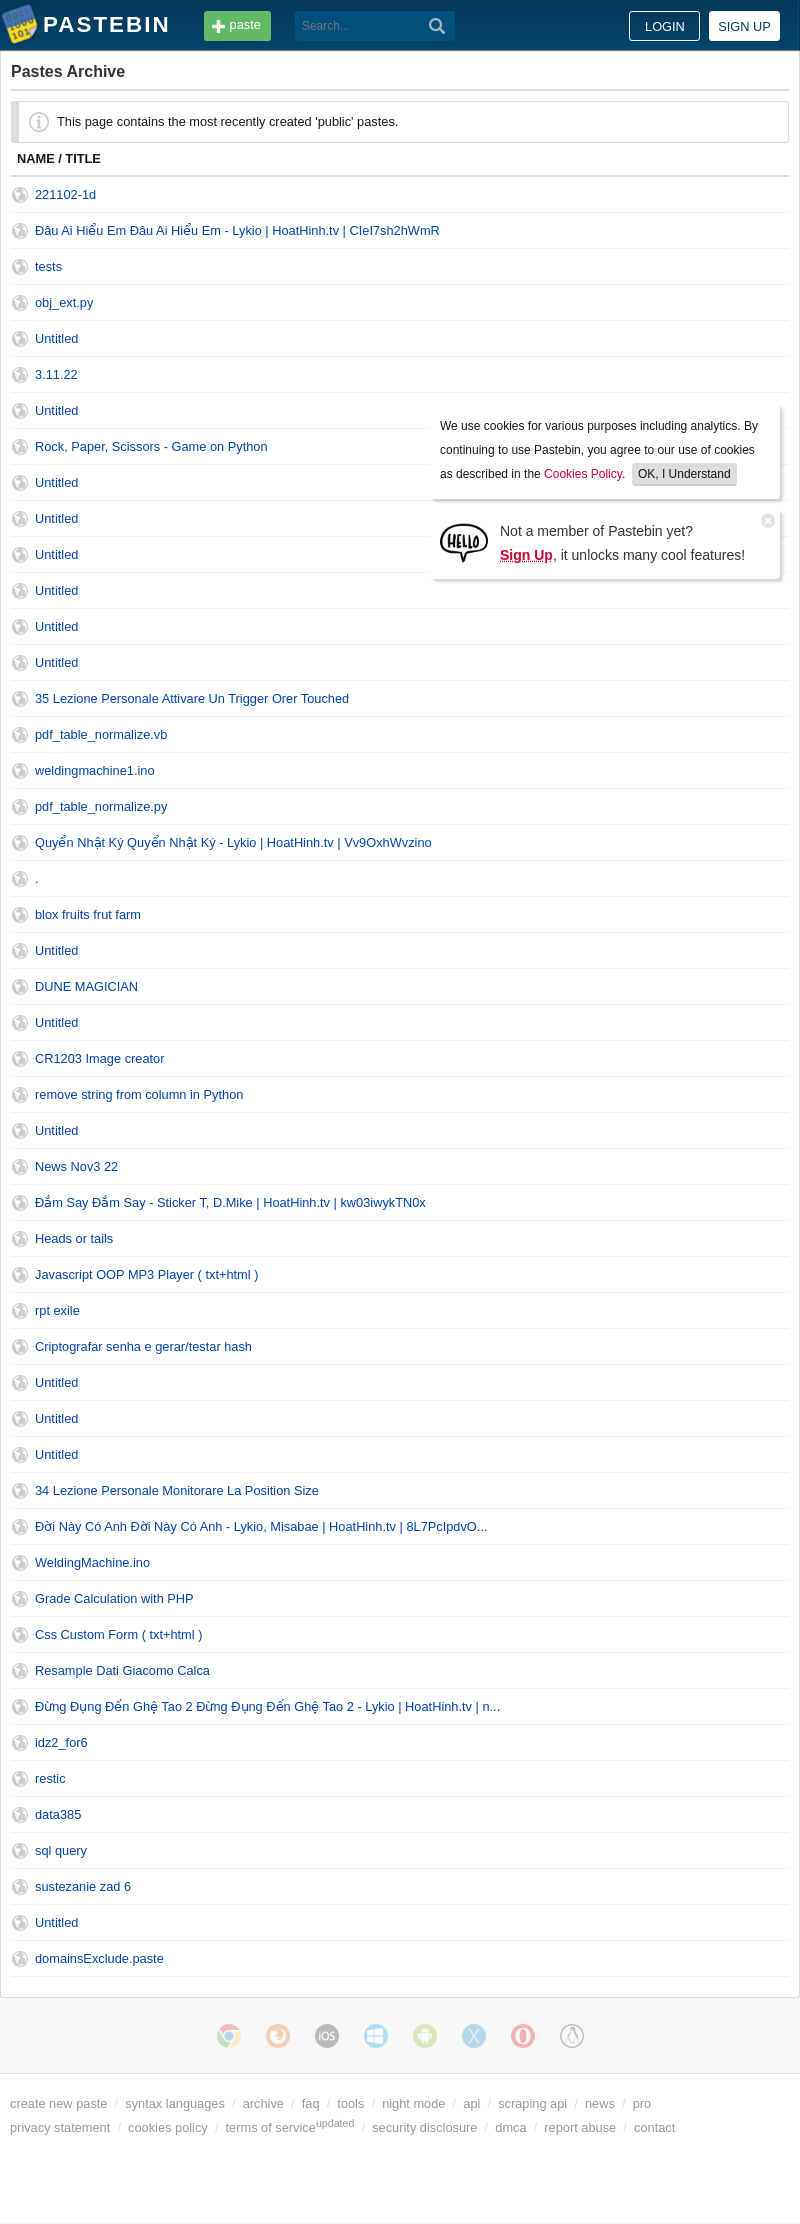 PASTEBIN paste Search... LOGIN SIGN UP
Pastes Archive
This page contains the most recently created 'public' pastes.
NAME / TITLE
221102-1d
Đâu Ai Hiểu Em Đâu Ai Hiểu Em - Lykio | HoatHinh.tv | CIeI7sh2hWmR
tests
obj_ext.py
Untitled
3.11.22
Untitled
Rock, Paper, Scissors - Game on Python
Untitled
Untitled
Untitled
Untitled
Untitled
Untitled
We use cookies for various purposes including analytics. By
continuing to use Pastebin, you agree to our use of cookies
as described in the Cookies Policy. OK, I Understand
HELLO
Not a member of Pastebin yet?
Sign Up, it unlocks many cool features!
35 Lezione Personale Attivare Un Trigger Orer Touched
pdf_table_normalize.vb
weldingmachine1.ino
pdf_table_normalize.py
Quyển Nhật Ký Quyển Nhật Ký - Lykio | HoatHinh.tv | Vv9OxhWvzino
.
blox fruits frut farm
Untitled
DUNE MAGICIAN
Untitled
CR1203 Image creator
remove string from column in Python
Untitled
News Nov3 22
Đắm Say Đắm Say - Sticker T, D.Mike | HoatHinh.tv | kw03iwykTN0x
Heads or tails
Javascript OOP MP3 Player ( txt+html )
rpt exile
Criptografar senha e gerar/testar hash
Untitled
Untitled
Untitled
34 Lezione Personale Monitorare La Position Size
Đời Này Có Anh Đời Này Có Anh - Lykio, Misabae | HoatHinh.tv | 8L7PcIpdvO...
WeldingMachine.ino
Grade Calculation with PHP
Css Custom Form ( txt+html )
Resample Dati Giacomo Calca
Đừng Đụng Đến Ghệ Tao 2 Đừng Đụng Đến Ghệ Tao 2 - Lykio | HoatHinh.tv | n...
idz2_for6
restic
data385
sql query
sustezanie zad 6
Untitled
domainsExclude.paste
iOS
create new paste / syntax languages / archive / faq / tools / night mode / api / scraping api / news / pro
privacy statement / cookies policy / terms of serviceupdated / security disclosure / dmca / report abuse / contact